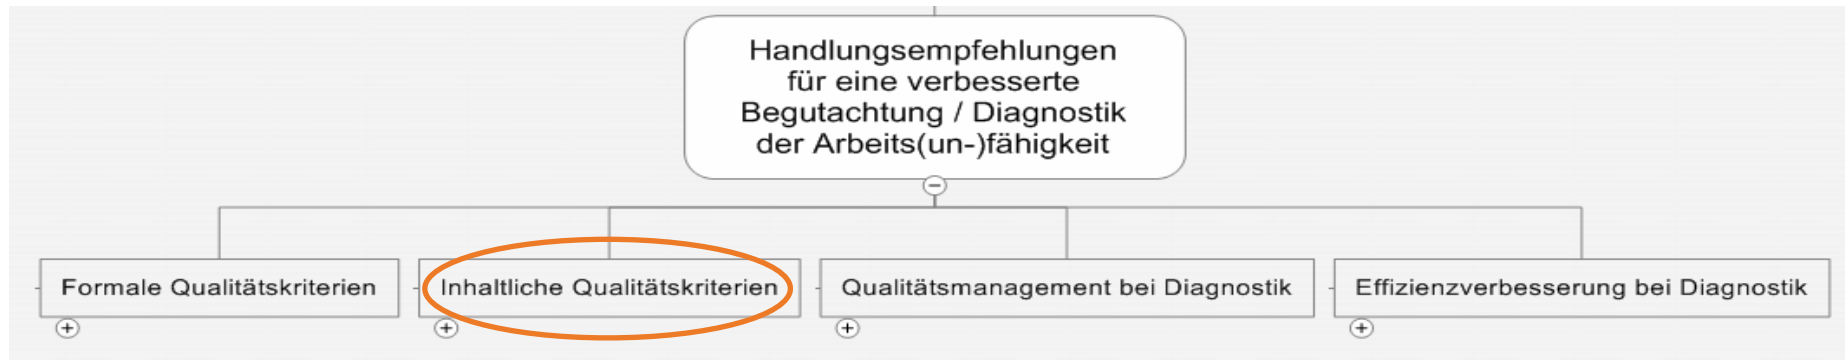 Handlungsempfehlungen
für eine verbesserte
Begutachtung / Diagnostik
der Arbeits(un-)fähigkeit
Formale Qualitätskriterien
Inhaltliche Qualitätskriterien
Qualitätsmanagement bei Diagnostik
Effizienzverbesserung bei Diagnostik